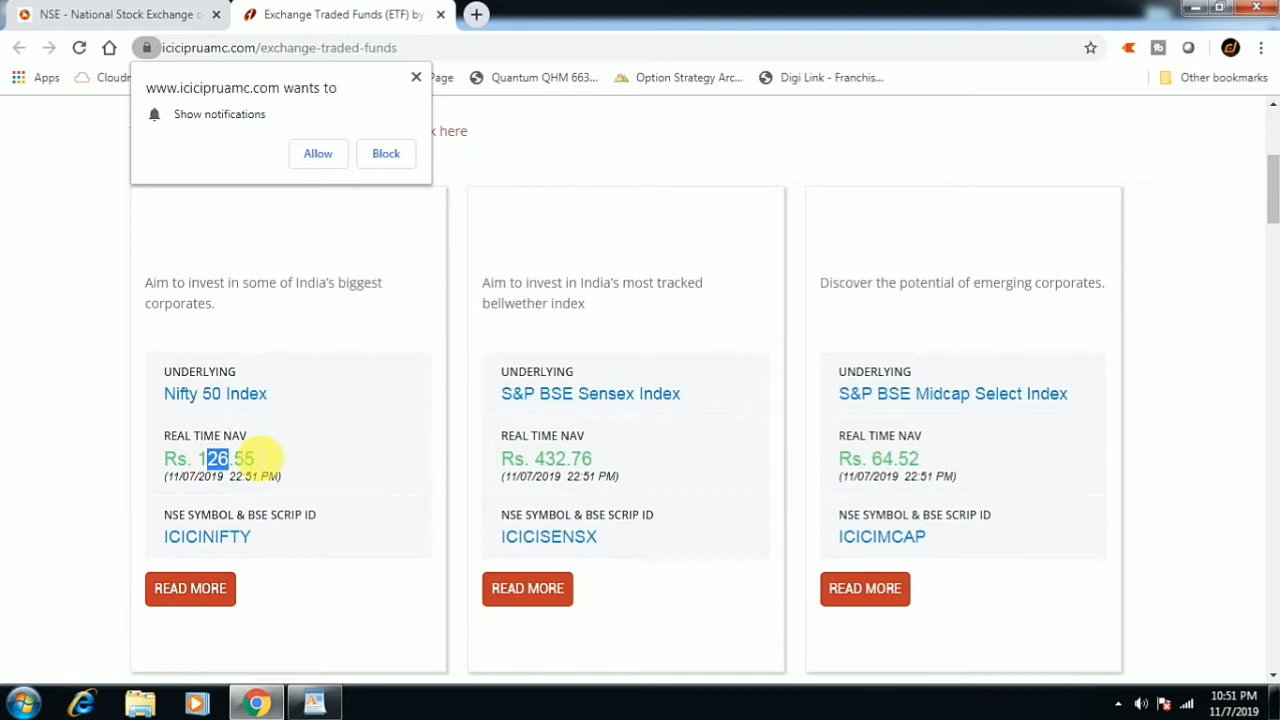 NSE - National Stock Exchange o
Exchange Traded Funds (ETF) by
icicipruamc.com/exchange-traded-funds
Apps
Cloudr
Page
Quantum QHM 663...
Option Strategy Arc...
Digi Link - Franchis...
Other bookmarks
www.icicipruamc.com wants to
Show notifications
Allow
Block
k here
Aim to invest in some of India's biggest
corporates.
UNDERLYING
Nifty 50 Index
REAL TIME NAV
Rs. 126.55
(11/07/2019 22:51 PM)
NSE SYMBOL & BSE SCRIP ID
ICICINIFTY
READ MORE
Aim to invest in India's most tracked
bellwether index
UNDERLYING
S&P BSE Sensex Index
REAL TIME NAV
Rs. 432.76
(11/07/2019 22:51 PM)
NSE SYMBOL & BSE SCRIP ID
ICICISENSX
READ MORE
Discover the potential of emerging corporates.
UNDERLYING
S&P BSE Midcap Select Index
REAL TIME NAV
Rs. 64.52
(11/07/2019 22:51 PM)
NSE SYMBOL & BSE SCRIP ID
ICICIMCAP
READ MORE
10:51 PM
11/7/2019